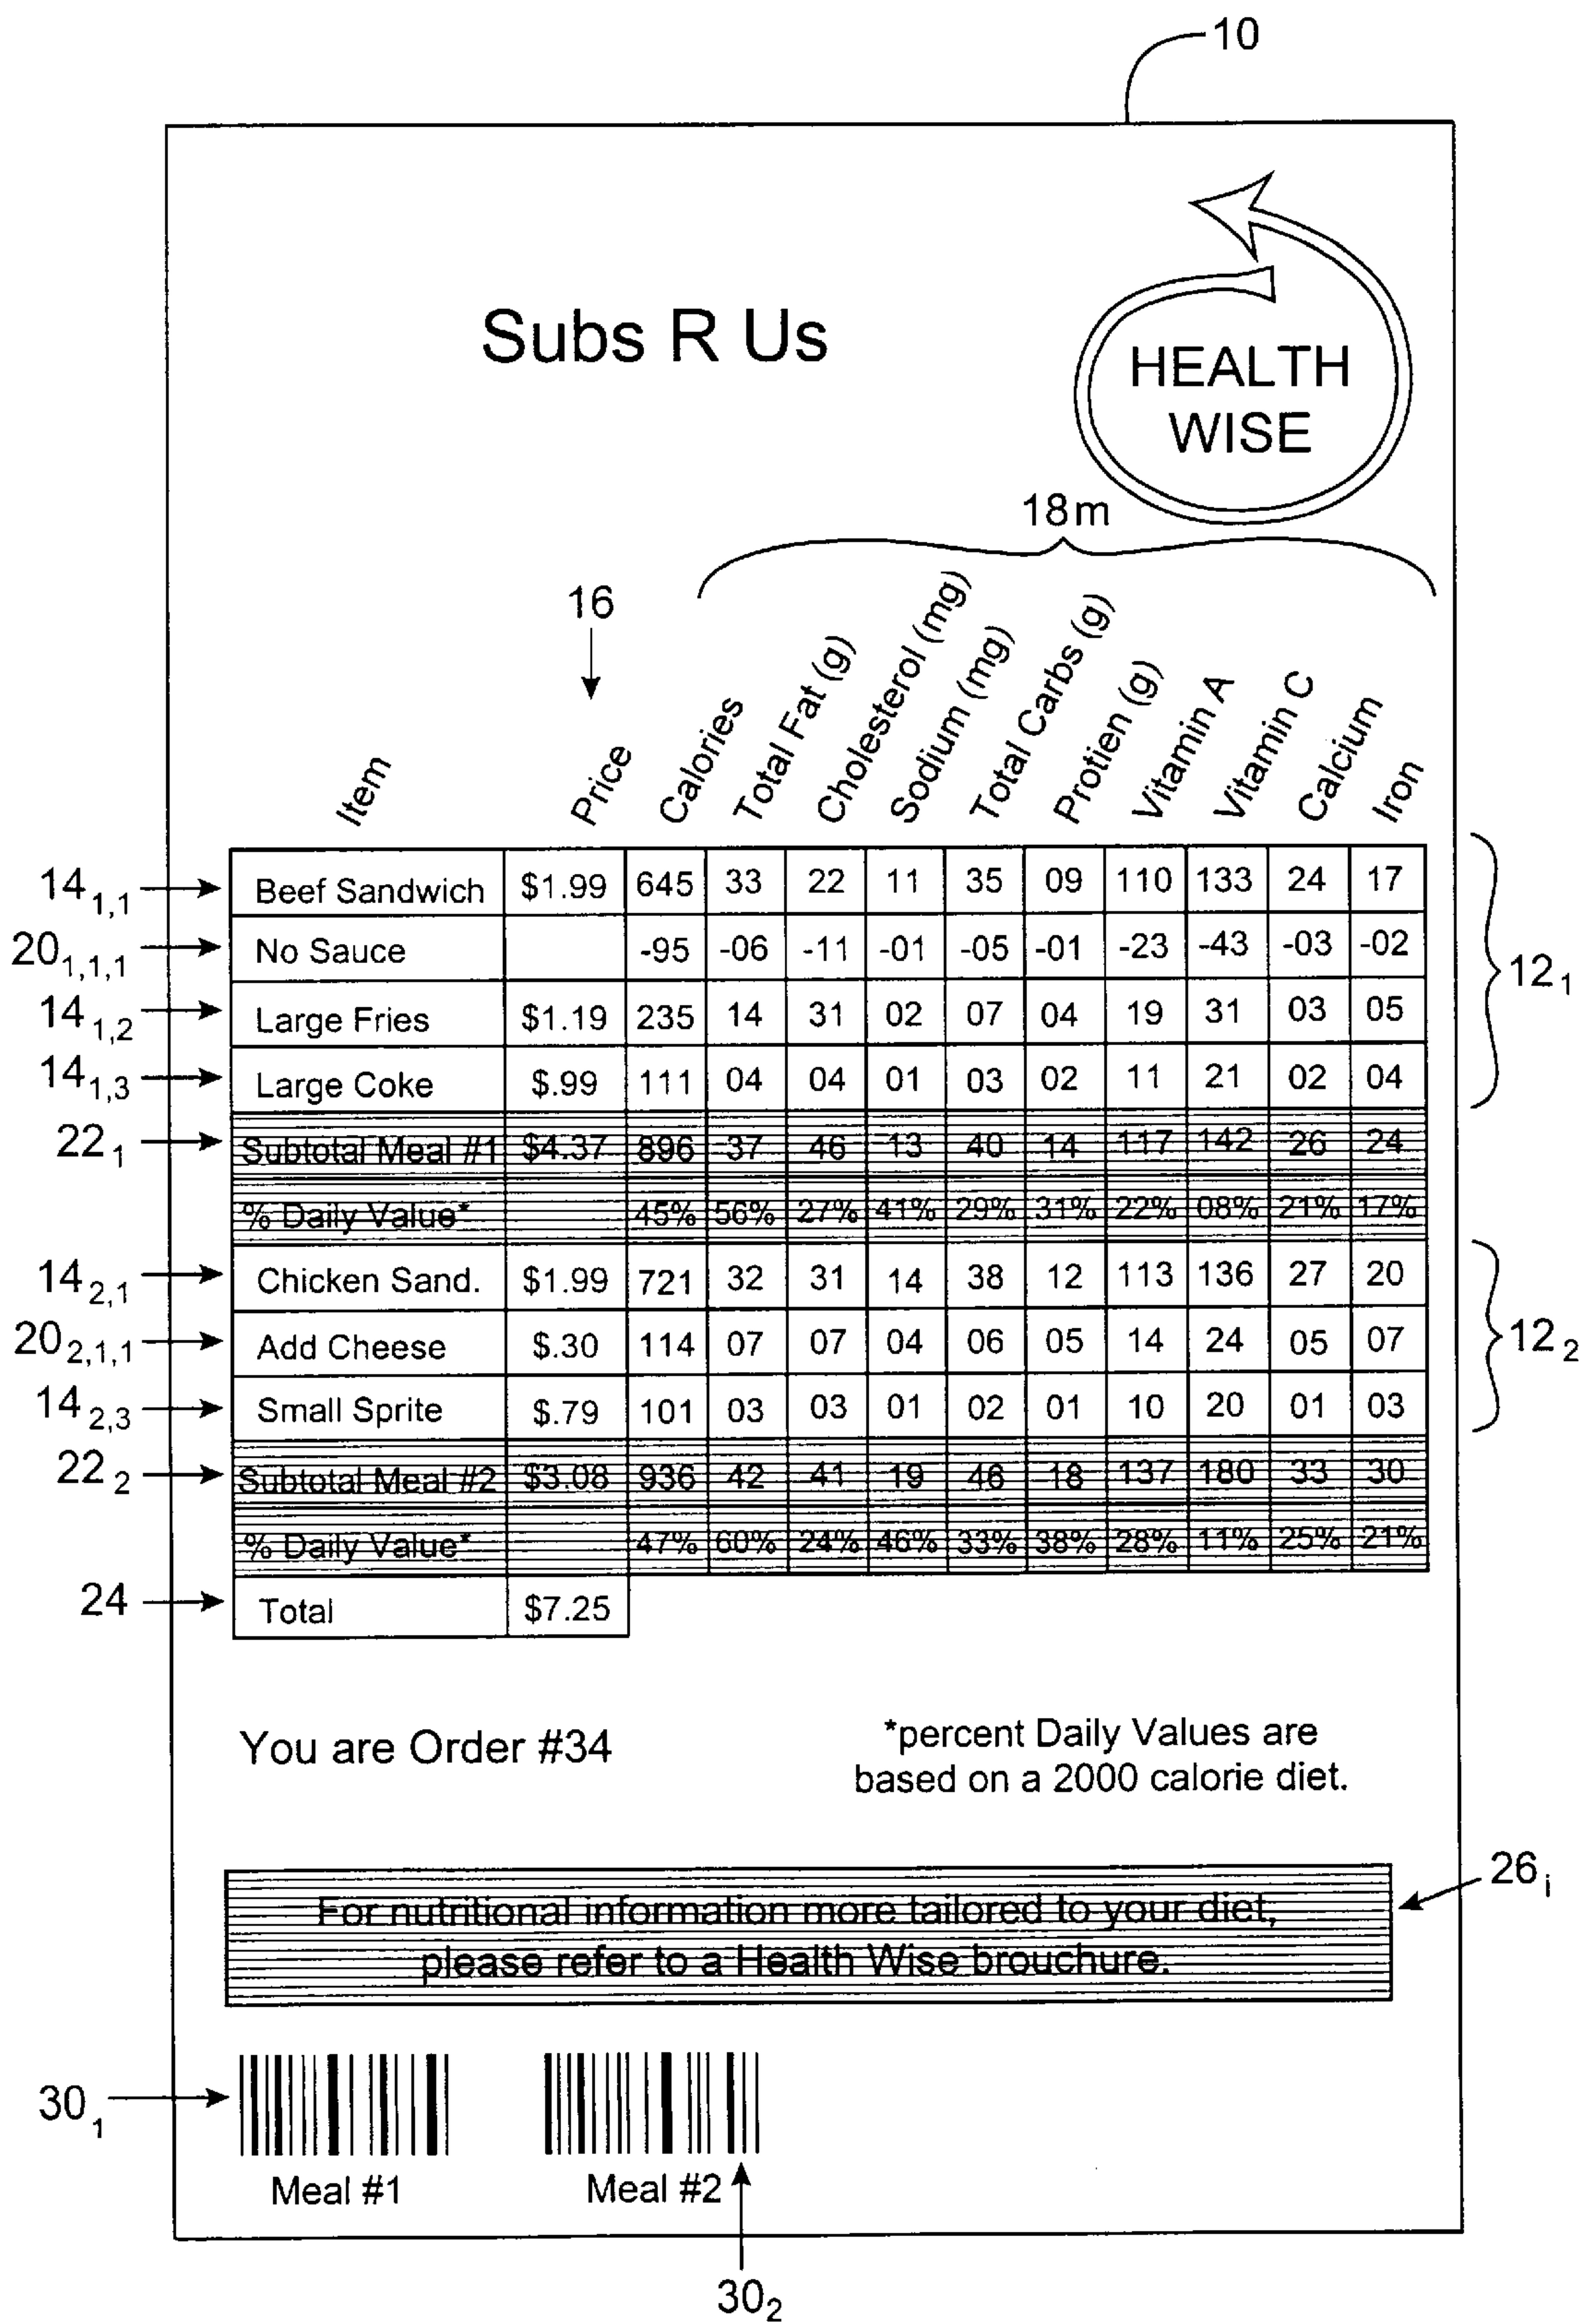 10
Subs R Us
HEALTH
WISE
18m
16
Item Price Calories Total Fat (g) Cholesterol (mg) Sodium (mg) Total Carbs (g) Protien (g) Vitamin A Vitamin C Calcium Iron
14 1,1 Beef Sandwich $1.99 645 33 22 11 35 09 110 133 24 17
20 1,1,1 No Sauce -95 -06 -11 -01 -05 -01 -23 -43 -03 -02
12 1
14 1,2 Large Fries $1.19 235 14 31 02 07 04 19 31 03 05
14 1,3 Large Coke $.99 111 04 04 01 03 02 11 21 02 04
22 1 Subtotal Meal #1 $4.37 896 37 46 13 40 14 117 142 26 24
% Daily Value* 45% 56% 27% 41% 29% 31% 22% 08% 21% 17%
14 2,1 Chicken Sand. $1.99 721 32 31 14 38 12 113 136 27 20
20 2,1,1 Add Cheese $.30 114 07 07 04 06 05 14 24 05 07 12 2
14 2,3 Small Sprite $.79 101 03 03 01 02 01 10 20 01 03
22 2 Subtotal Meal #2 $3.08 936 42 41 19 46 18 137 180 33 30
% Daily Value* 47% 60% 24% 46% 33% 38% 28% 11% 25% 21%
24 Total $7.25
You are Order #34
*percent Daily Values are
based on a 2000 calorie diet.
26 i
For nutritional information more tailored to your diet,
please refer to a Health Wise brouchure.
30 1
Meal #1 Meal #2
30 2